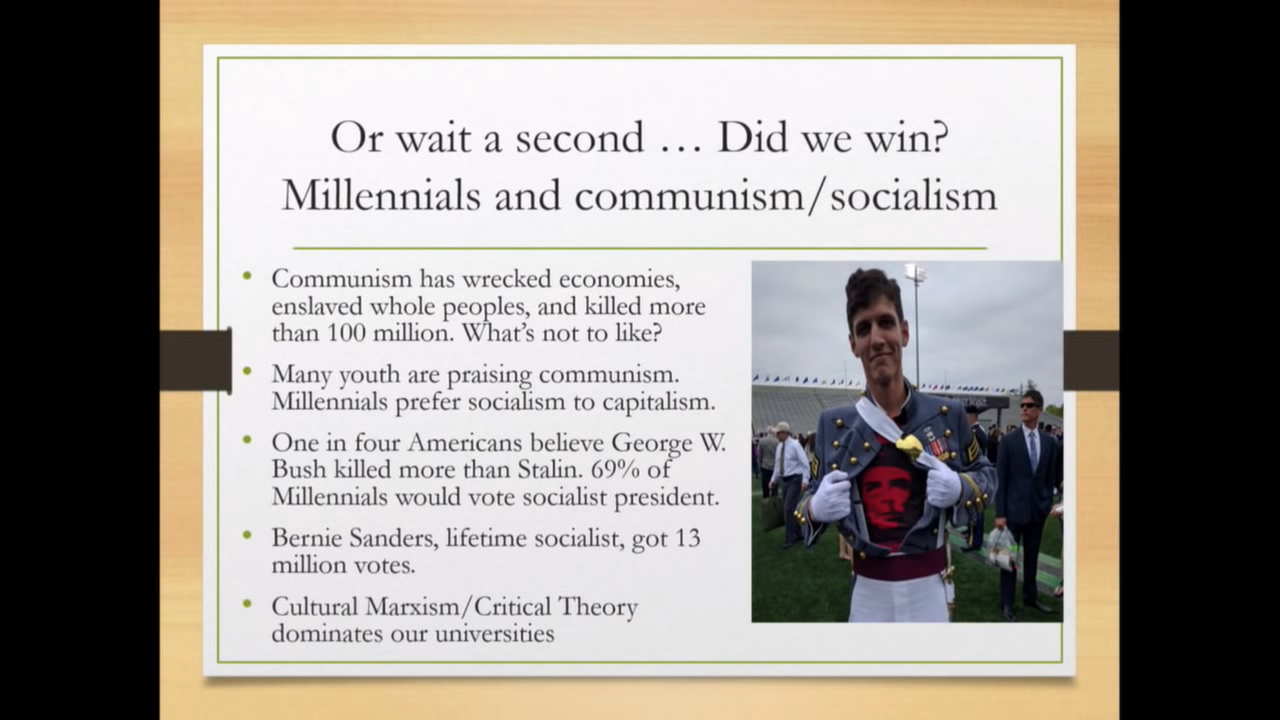 Or wait a second … Did we win?
Millennials and communism/socialism
• Communism has wrecked economies,
enslaved whole peoples, and killed more
than 100 million. What's not to like?
• Many youth are praising communism.
Millennials prefer socialism to capitalism.
• One in four Americans believe George W.
Bush killed more than Stalin. 69% of
Millennials would vote socialist president.
• Bernie Sanders, lifetime socialist, got 13
million votes.
• Cultural Marxism/Critical Theory
dominates our universities